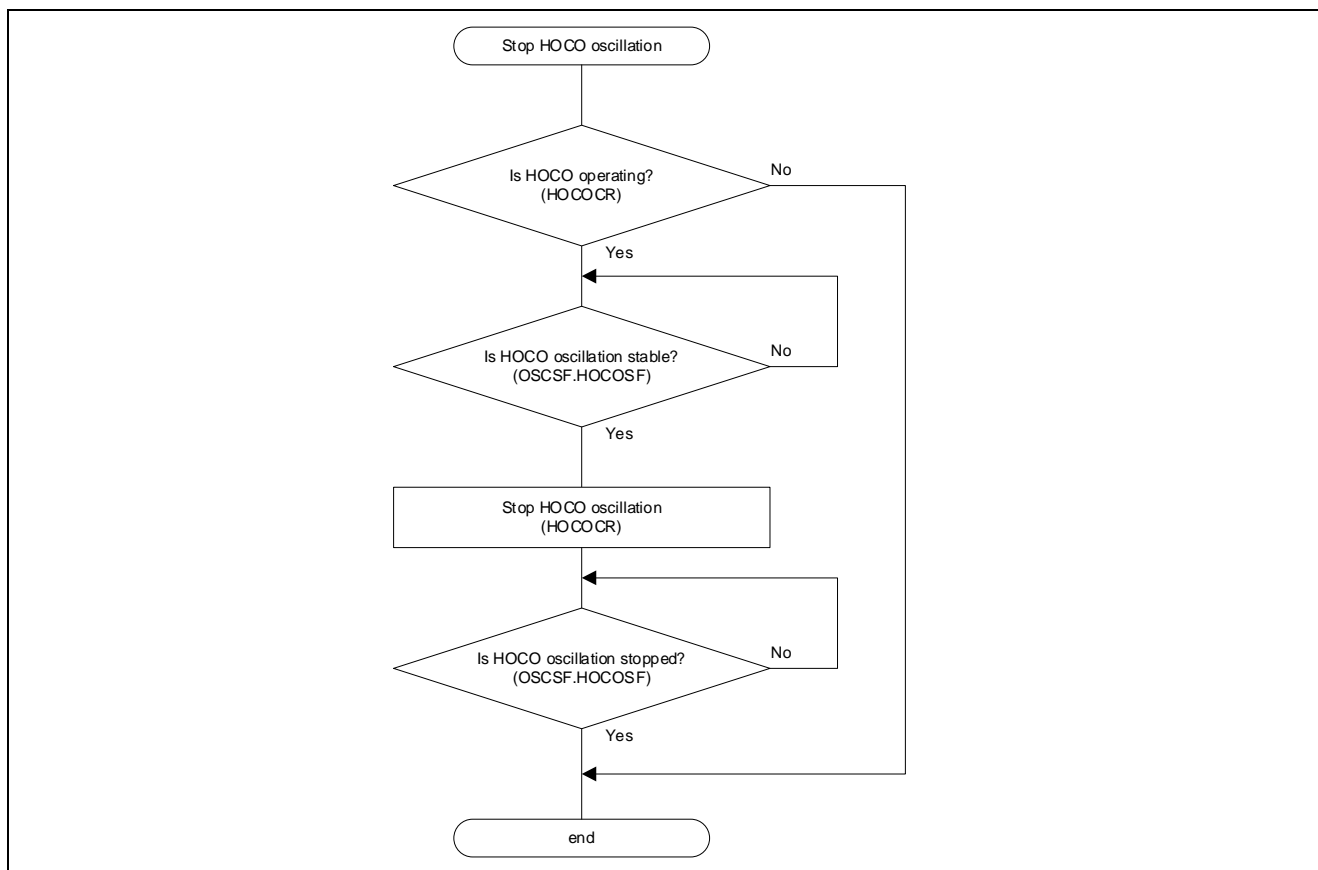 Stop HOCO oscillation
Is HOCO operating?
(HOCOCR)
No
Yes
Is HOCO oscillation stable?
(OSCSF.HOCOSF)
No
Yes
Stop HOCO oscillation
(HOCOCR)
Is HOCO oscillation stopped?
(OSCSF.HOCOSF)
No
Yes
end